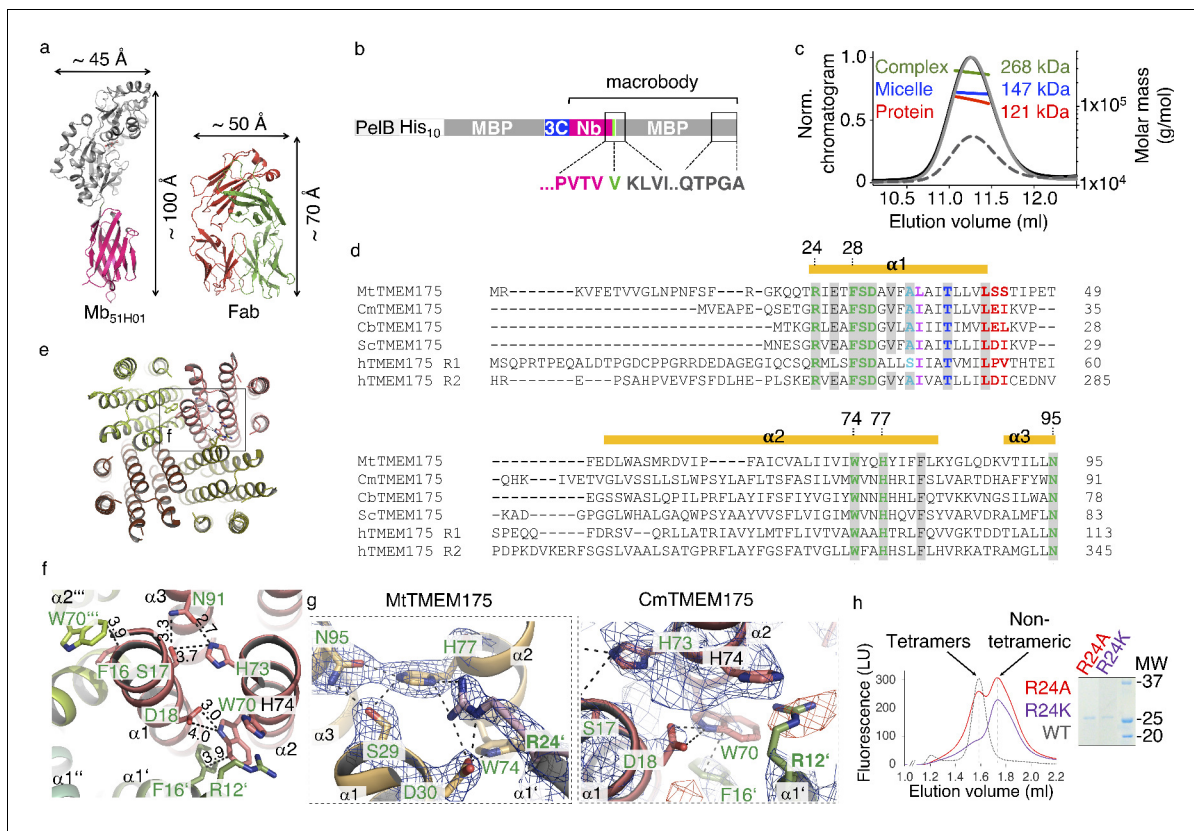 a
~ 45 Å
~ 100 Å
Mb51H01
~ 50 Å
~ 70 Å
Fab
b
macrobody
PelB His10 MBP 3C Nb MBP
...PVTV V KLVI..QTPGA
c
Norm. chromatogram
1.0
0.5
0
Complex 268 kDa
Micelle 147 kDa
Protein 121 kDa
Molar mass (g/mol)
1x10^5
1x10^4
10.5 11.0 11.5 12.0
Elution volume (ml)
d
24 28 α1
MtTMEM175 MR-------KVFETVVGLNPNFSF--R-GKQQTRIETFSDAVFAIAITLLVLSSTIPET 49
CmTMEM175 MVEAPE-QSETGRLEAFSDGVFAIAITLLVLEIKVP-- 35
CbTMEM175 MTKGRLEAFSDGVFAIIITIMVLELKVP-- 28
ScTMEM175 MNESGRVEAFSDGVFAIAITLLILDIKVP-- 29
hTMEM175 R1 MSQPRTPEQALDTPGDCPPGRRDEDAGEGIQCSQRMLSFSDALLSIIATVMILPVTHTEI 60
hTMEM175 R2 HR------E---PSAHPVEVFSFDLHE-PLSKERVEAFSDGVYAIVATLLILDICEDNV 285
74 77 95
α2 α3
MtTMEM175 FEDLWASMRDVIP----FAICVALIIVIWYQHYIFFLKYGLQDKVTILLN 95
CmTMEM175 -QHK---IVETVGLVSSLLSLWPSYLAFLTSFASILVMWVNHHRIFSLVARTDHAFFYWN 91
CbTMEM175 EGSSWASLQPILPRFLAYIFSFIYVGIYWNNHHHLFQTVKKVNGSILWAN 78
ScTMEM175 -KAD----GPGGLWHALGAQWPSYAAYVVSFLVIGIMWVNHHQVFSYVARVDRALMFLN 83
hTMEM175 R1 SPEQQ----FDRSV--QRLLATRIAVYLMTFLIVTVAWAAHTRLFQVVGKTDDTLALLN 113
hTMEM175 R2 PDPKDVKERFSGSLVAALSATGPRFLAYFGSFATVGLLWFAHHSLFLHVRKATRAMGLLN 345
e
f
f
α2‴
W70‴
α3
N91
3.9
3.3
2.7
3.7
F16
S17
H73
D18
3.0
4.0
W70
H74
α1
α2
3.9
α1‴
α1‘
F16‘
R12‘
g
MtTMEM175
N95
H77
α2
α3
S29
R24‘
W74
D30
α1
α1‘
CmTMEM175
α2
H73
H74
S17
W70
D18
R12‘
F16‘
α1
α1‘
h
Tetramers
Non-tetrameric
Fluorescence (LU)
300
200
100
0
R24A
R24K
WT
1.0 1.2 1.4 1.6 1.8 2.0 2.2
Elution volume (ml)
R24A
R24K
MW
-37
-25
-20